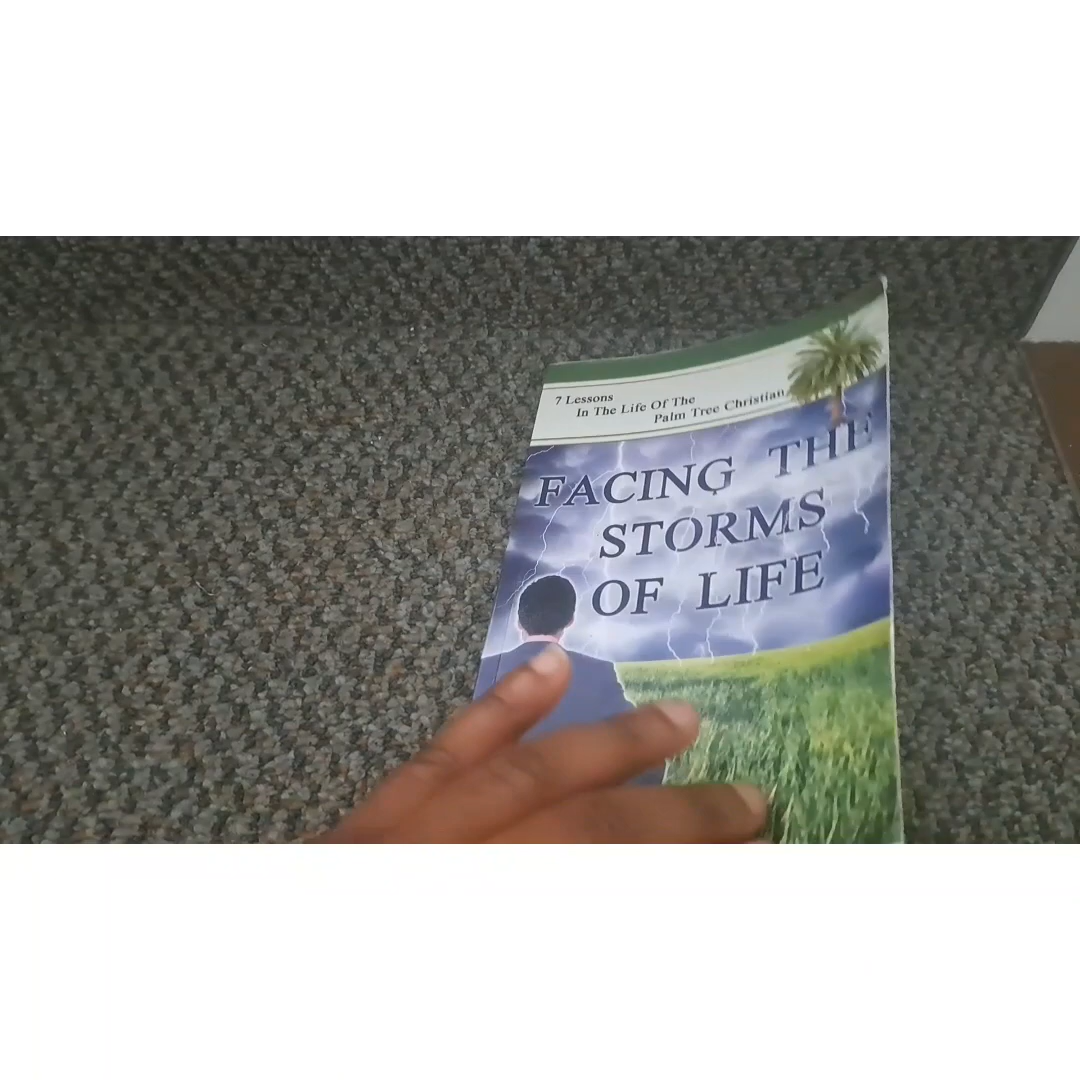 7 Lessons
In The Life Of The
Palm Tree Christian
FACING THE
STORMS
OF LIFE